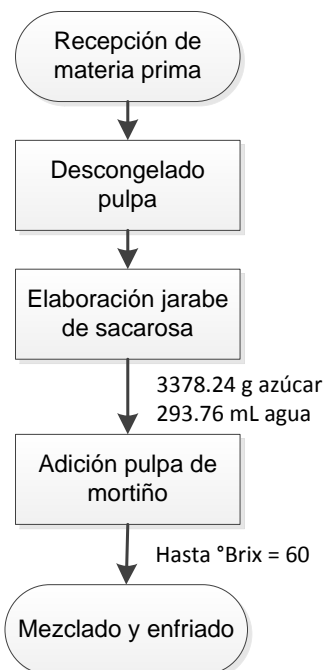 Recepción de
materia prima
Descongelado
pulpa
Elaboración jarabe
de sacarosa
3378.24 g azúcar
293.76 mL agua
Adición pulpa de
mortiño
Hasta °Brix = 60
Mezclado y enfriado